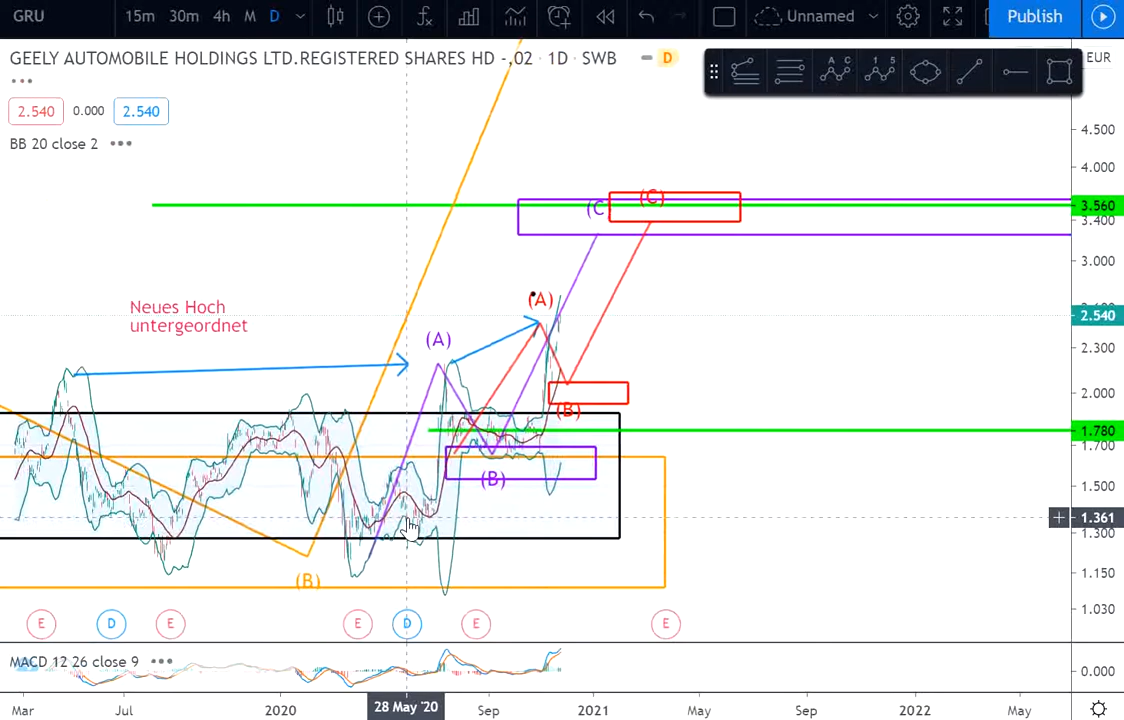 GRU 15m 30m 4h M D Unnamed Publish
GEELY AUTOMOBILE HOLDINGS LTD.REGISTERED SHARES HD -,02 · 1D · SWB D
EUR
A C
1 5
2.540 0.000 2.540
BB 20 close 2
4.500
4.000
3.560
3.400
3.000
2.540
2.300
2.000
1.780
1.700
1.500
1.361
1.300
1.150
1.030
(C
(C)
Neues Hoch
untergeordnet
(A)
(A)
(B)
(B)
(B)
E D E E D E E
MACD 12 26 close 9
0.000
Mar Jul 2020 28 May '20 Sep 2021 May Sep 2022 May